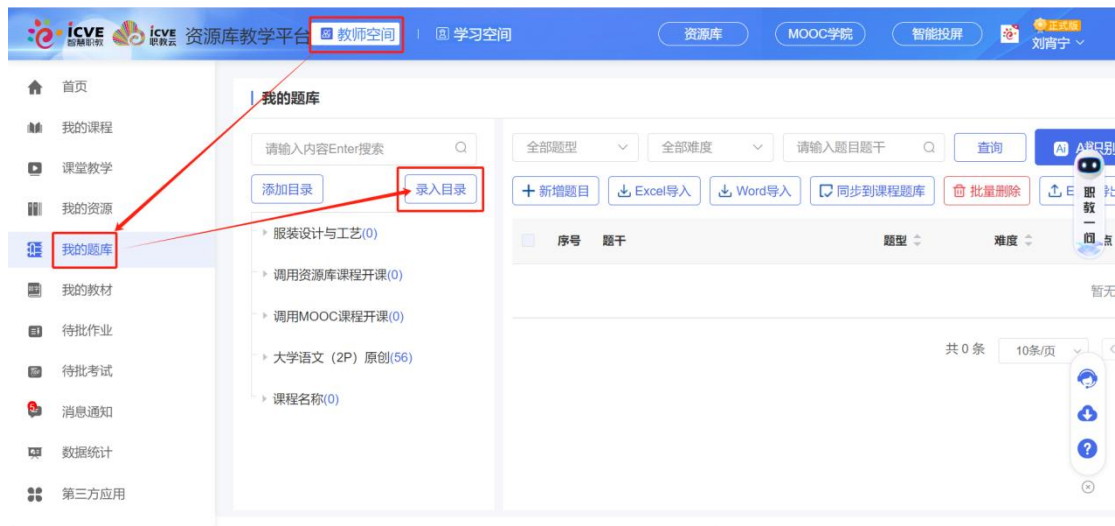 icve 智慧职教 icve 职教云 资源库教学平台 教师空间 学习空间 资源库 MOOC学院 智能投屏 正式版 刘宵宁
首页
我的课程
课堂教学
我的资源
我的题库
我的教材
待批作业
待批考试
5
消息通知
数据统计
第三方应用
我的题库
请输入内容Enter搜索
添加目录 录入目录
服装设计与工艺(0)
调用资源库课程开课(0)
调用MOOC课程开课(0)
大学语文（2P）原创(56)
课程名称(0)
全部题型 全部难度 请输入题目题干 查询 AI
新增题目 Excel导入 Word导入 同步到课程题库 批量删除 E
序号 题干 题型 难度 点
职教一问
暂无
共 0 条 10条/页